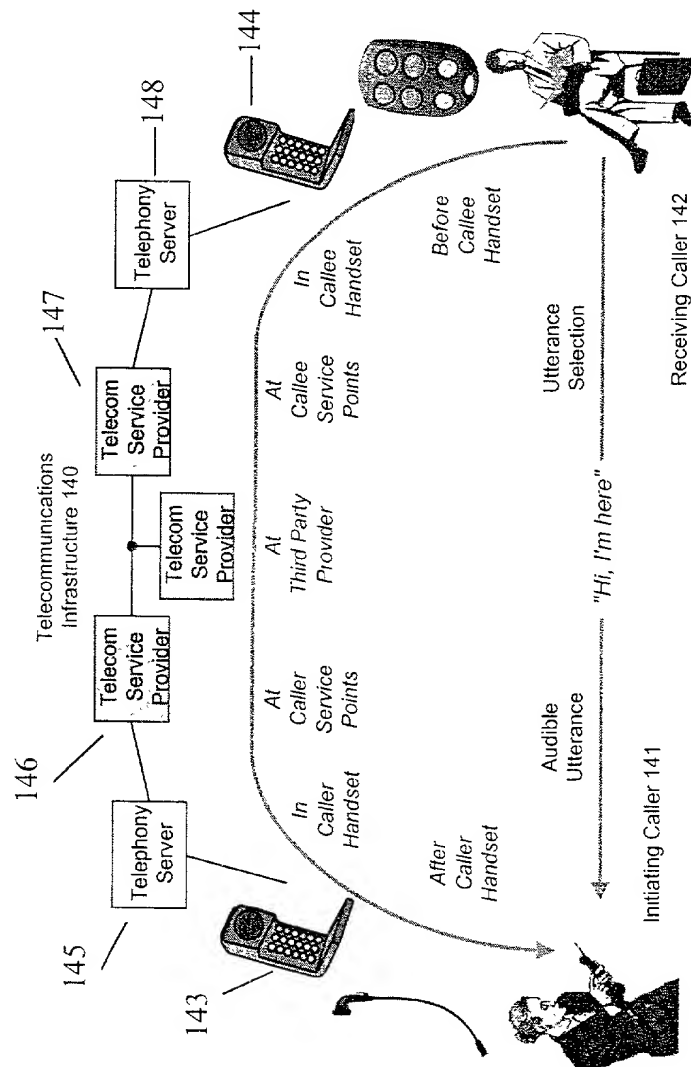 Telecommunications
Infrastructure 140
146
147
148
145
Telephony
Server
Telecom
Service
Provider
Telecom
Service
Provider
Telecom
Service
Provider
Telephony
Server
143
144
In
Caller
Handset
At
Caller
Service
Points
At
Third Party
Provider
At
Callee
Service
Points
In
Callee
Handset
After
Caller
Handset
Before
Callee
Handset
Audible
Utterance
"Hi, I'm here"
Utterance
Selection
Initiating Caller 141
Receiving Caller 142